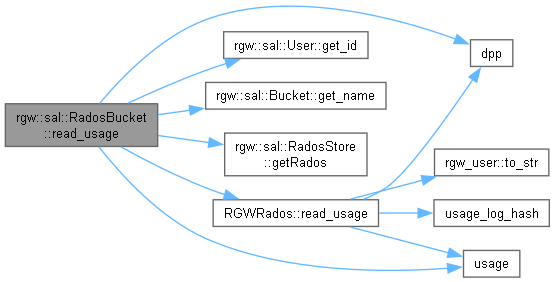 rgw::sal::RadosBucket
::read_usage
rgw::sal::User::get_id
rgw::sal::Bucket::get_name
rgw::sal::RadosStore
::getRados
RGWRados::read_usage
dpp
rgw_user::to_str
usage_log_hash
usage